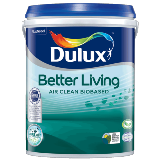 Dulux
Better Living
AIR CLEAN BIOBASED